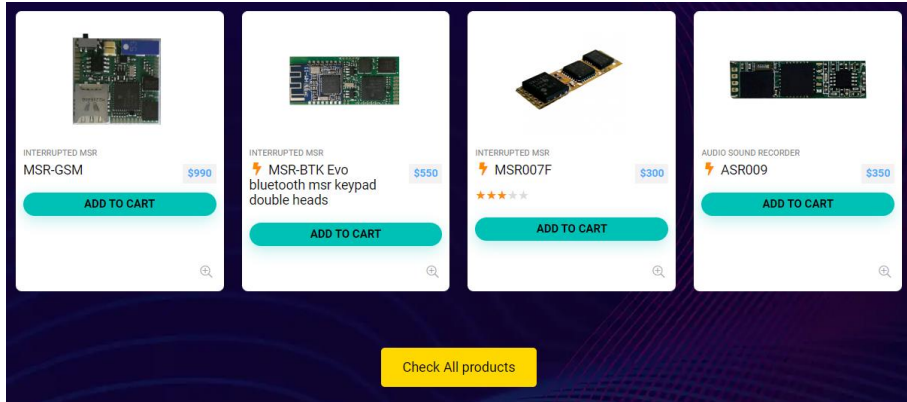 INTERRUPTED MSR
MSR-GSM
$990
ADD TO CART
INTERRUPTED MSR
MSR-BTK Evo
bluetooth msr keypad
double heads
$550
ADD TO CART
INTERRUPTED MSR
MSR007F
$300
ADD TO CART
AUDIO SOUND RECORDER
ASR009
$350
ADD TO CART
Check All products